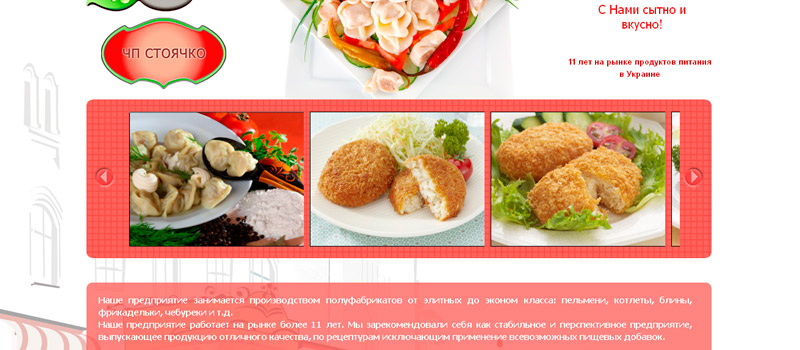 С Нами сытно и
вкусно!
ЧП СТОЯЧКО
11 лет на рынке продуктов питания
в Украине
Наше предприятие занимается производством полуфабрикатов от элитных до эконом класса: пельмени, котлеты, блины,
фрикадельки, чебуреки и т.д.
Наше предприятие работает на рынке более 11 лет. Мы зарекомендовали себя как стабильное и перспективное предприятие,
выпускающее продукцию отличного качества, по рецептурам исключающим применение всевозможных пищевых добавок.